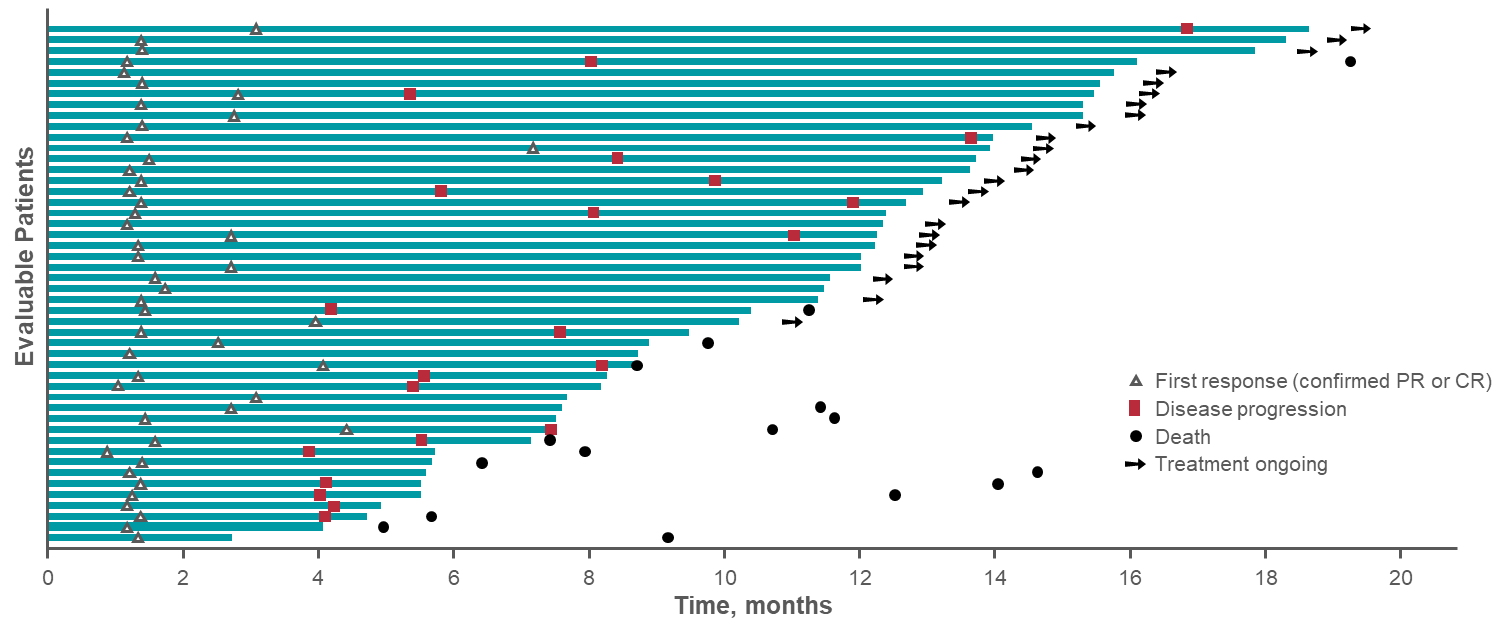 Evaluable Patients
First response (confirmed PR or CR)
Disease progression
Death
Treatment ongoing
0 2 4 6 8 10 12 14 16 18 20
Time, months